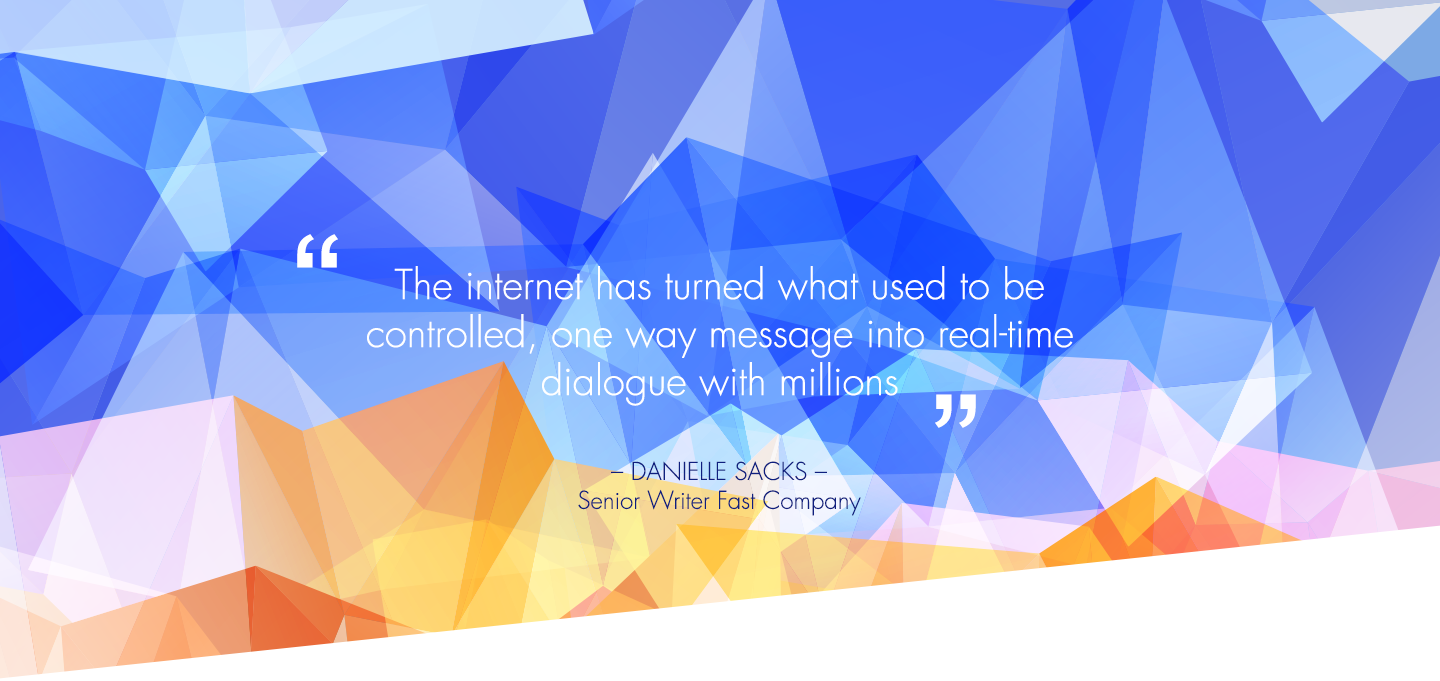 “
The internet has turned what used to be
controlled, one way message into real-time
dialogue with millions
”
– DANIELLE SACKS –
Senior Writer Fast Company